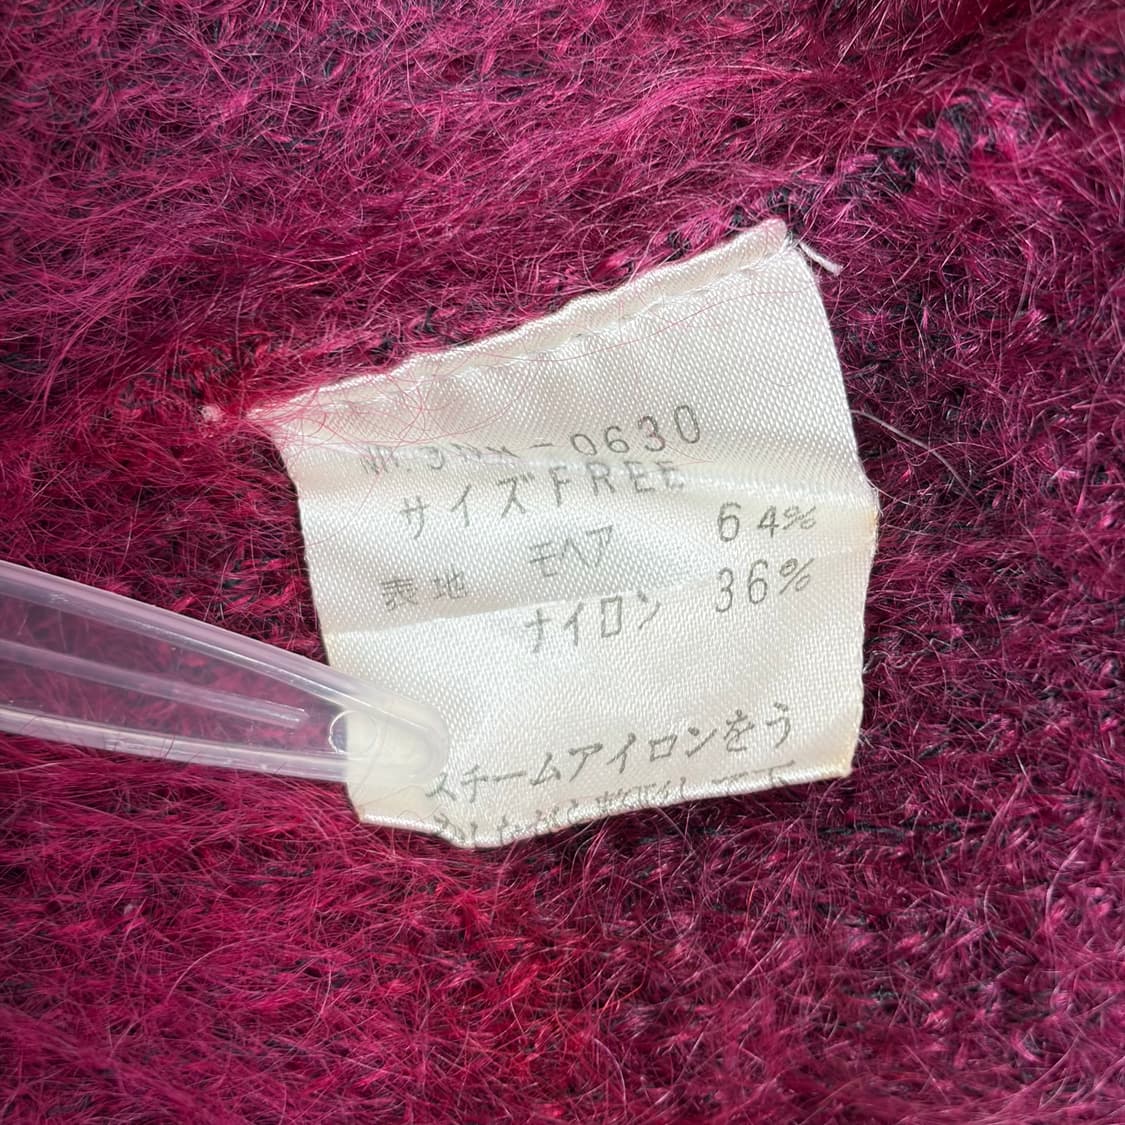 -0630
サイズFREE
モヘア 64%
表地
ナイロン 36%
スチームアイロンをう